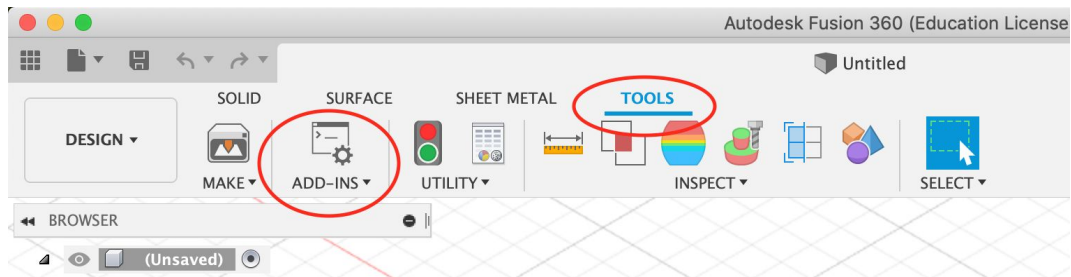 Autodesk Fusion 360 (Education License
Untitled
SOLID SURFACE SHEET METAL TOOLS
DESIGN
MAKE ADD-INS UTILITY INSPECT SELECT
BROWSER
(Unsaved)